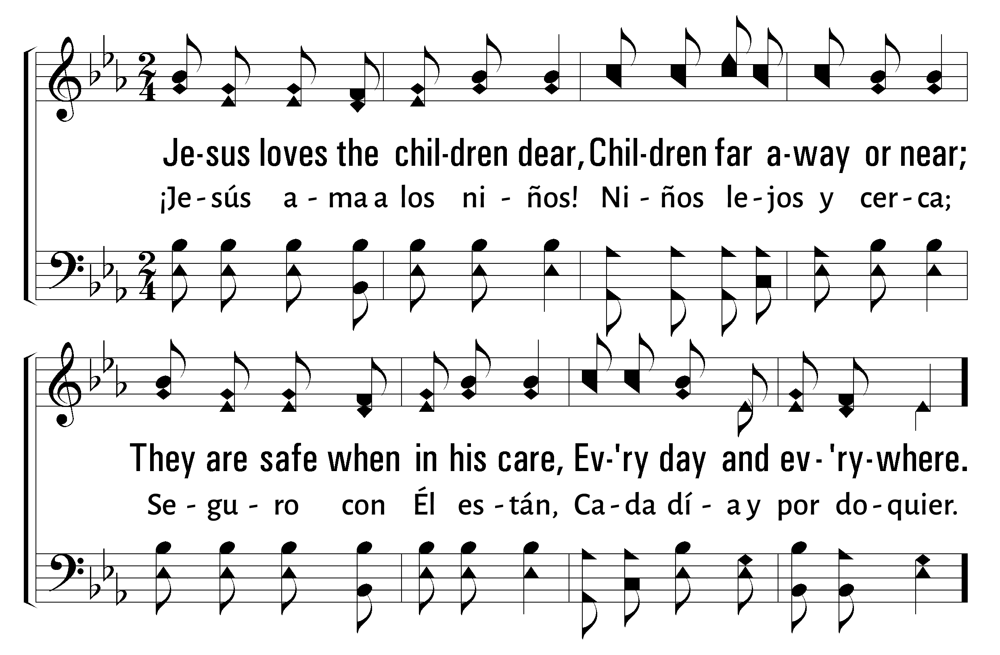 Je-sus loves the chil-dren dear, Chil-dren far a-way or near;
¡Je-sús a-ma a los ni-ños! Ni-ños le-jos y cer-ca;
They are safe when in his care, Ev-'ry day and ev-'ry-where.
Se-gu-ro con Él es-tán, Ca-da dí-a y por do-quier.